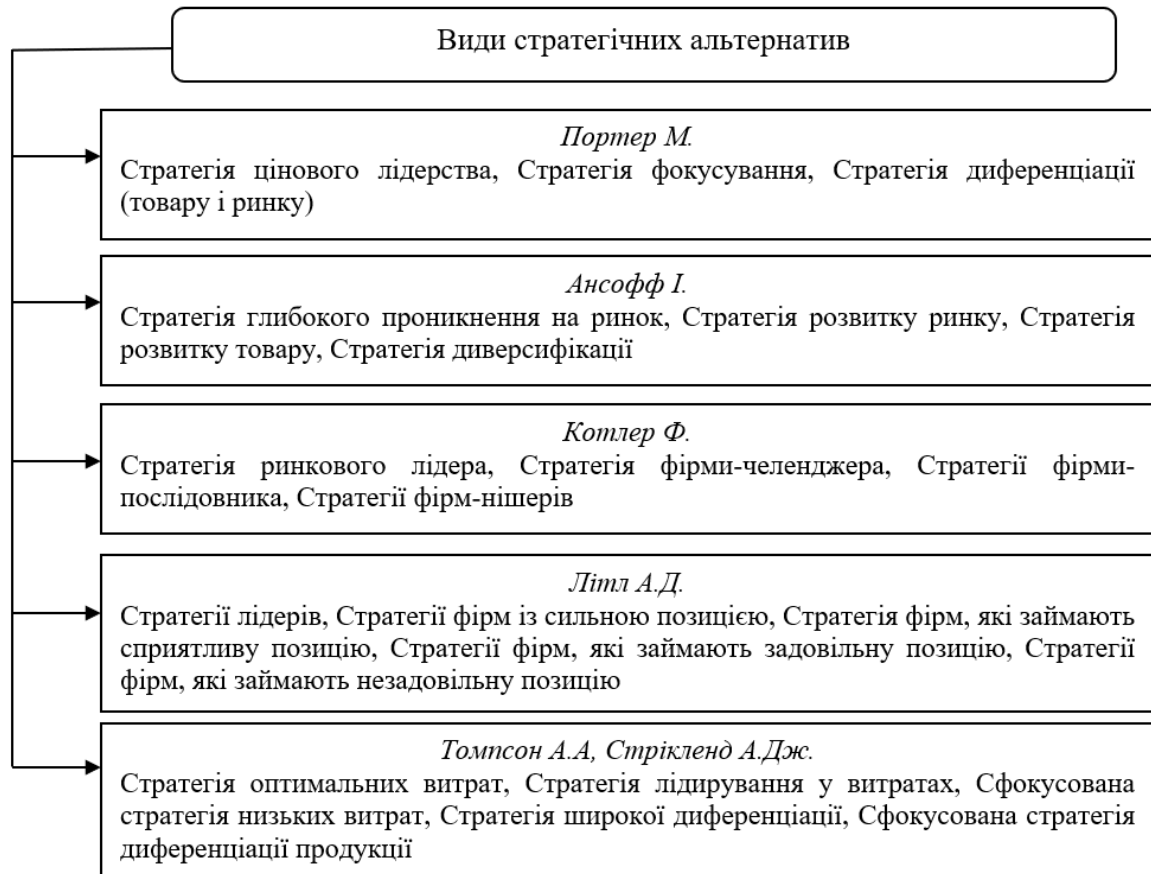 Види стратегічних альтернатив
Портер М.
Стратегія цінового лідерства, Стратегія фокусування, Стратегія диференціації
(товару і ринку)
Ансофф І.
Стратегія глибокого проникнення на ринок, Стратегія розвитку ринку, Стратегія
розвитку товару, Стратегія диверсифікації
Котлер Ф.
Стратегія ринкового лідера, Стратегія фірми-челенджера, Стратегії фірми-
послідовника, Стратегії фірм-нішерів
Літл А.Д.
Стратегії лідерів, Стратегії фірм із сильною позицією, Стратегія фірм, які займають
сприятливу позицію, Стратегії фірм, які займають задовільну позицію, Стратегії
фірм, які займають незадовільну позицію
Томпсон А.А, Стрікленд А.Дж.
Стратегія оптимальних витрат, Стратегія лідирування у витратах, Сфокусована
стратегія низьких витрат, Стратегія широкої диференціації, Сфокусована стратегія
диференціації продукції